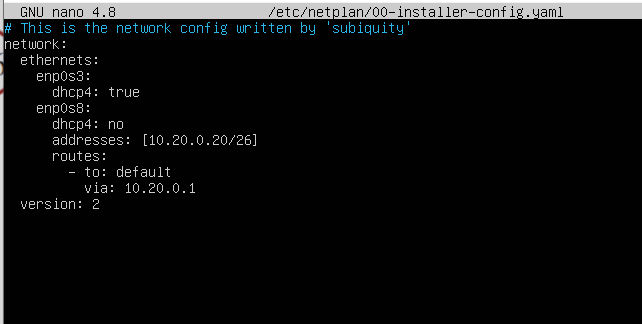 GNU nano 4.8 /etc/netplan/00-installer-config.yaml
# This is the network config written by 'subiquity'
network:
  ethernets:
    enp0s3:
      dhcp4: true
    enp0s8:
      dhcp4: no
      addresses: [10.20.0.20/26]
      routes:
        - to: default
          via: 10.20.0.1
  version: 2